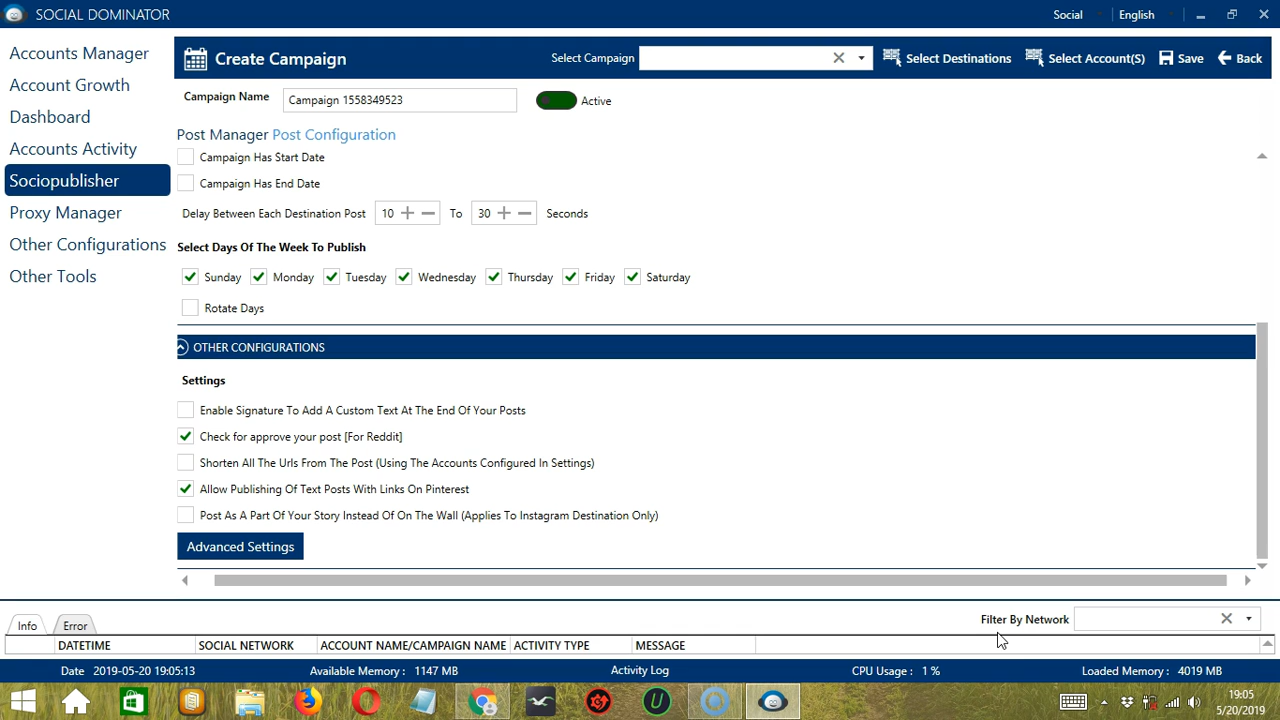 SOCIAL DOMINATOR
Social
English
Accounts Manager
Account Growth
Dashboard
Accounts Activity
Sociopublisher
Proxy Manager
Other Configurations
Other Tools
Create Campaign
Select Campaign
Select Destinations
Select Account(S)
Save
Back
Campaign Name
Campaign 1558349523
Active
Post Manager Post Configuration
Campaign Has Start Date
Campaign Has End Date
Delay Between Each Destination Post 10 To 30 Seconds
Select Days Of The Week To Publish
Sunday Monday Tuesday Wednesday Thursday Friday Saturday
Rotate Days
OTHER CONFIGURATIONS
Settings
Enable Signature To Add A Custom Text At The End Of Your Posts
Check for approve your post [For Reddit]
Shorten All The Urls From The Post (Using The Accounts Configured In Settings)
Allow Publishing Of Text Posts With Links On Pinterest
Post As A Part Of Your Story Instead Of On The Wall (Applies To Instagram Destination Only)
Advanced Settings
Info Error
Filter By Network
DATETIME SOCIAL NETWORK ACCOUNT NAME/CAMPAIGN NAME ACTIVITY TYPE MESSAGE
Date 2019-05-20 19:05:13 Available Memory : 1147 MB Activity Log CPU Usage : 1 % Loaded Memory : 4019 MB
19:05
5/20/2019